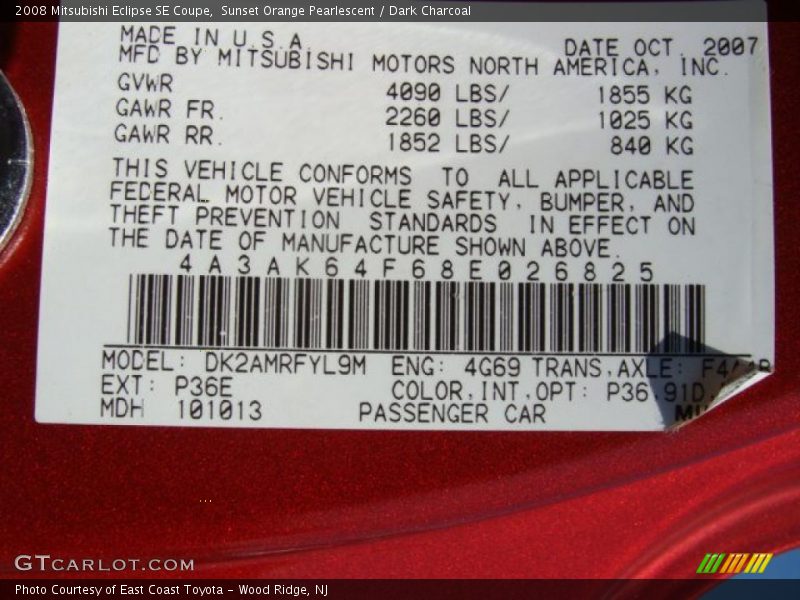 2008 Mitsubishi Eclipse SE Coupe,  Sunset Orange Pearlescent / Dark Charcoal
MADE IN U.S.A. DATE OCT. 2007
MFD BY MITSUBISHI MOTORS NORTH AMERICA, INC.
GVWR 4090 LBS/ 1855 KG
GAWR FR. 2260 LBS/ 1025 KG
GAWR RR. 1852 LBS/ 840 KG
THIS VEHICLE CONFORMS TO ALL APPLICABLE
FEDERAL MOTOR VEHICLE SAFETY, BUMPER, AND
THEFT PREVENTION STANDARDS IN EFFECT ON
THE DATE OF MANUFACTURE SHOWN ABOVE.
4A3AK64F68E026825
MODEL: DK2AMRFYL9M ENG: 4G69 TRANS,AXLE:
EXT: P36E COLOR,INT,OPT: P36,91D,
MDH 101013 PASSENGER CAR
...
GTCARLOT.COM
Photo Courtesy of East Coast Toyota – Wood Ridge, NJ